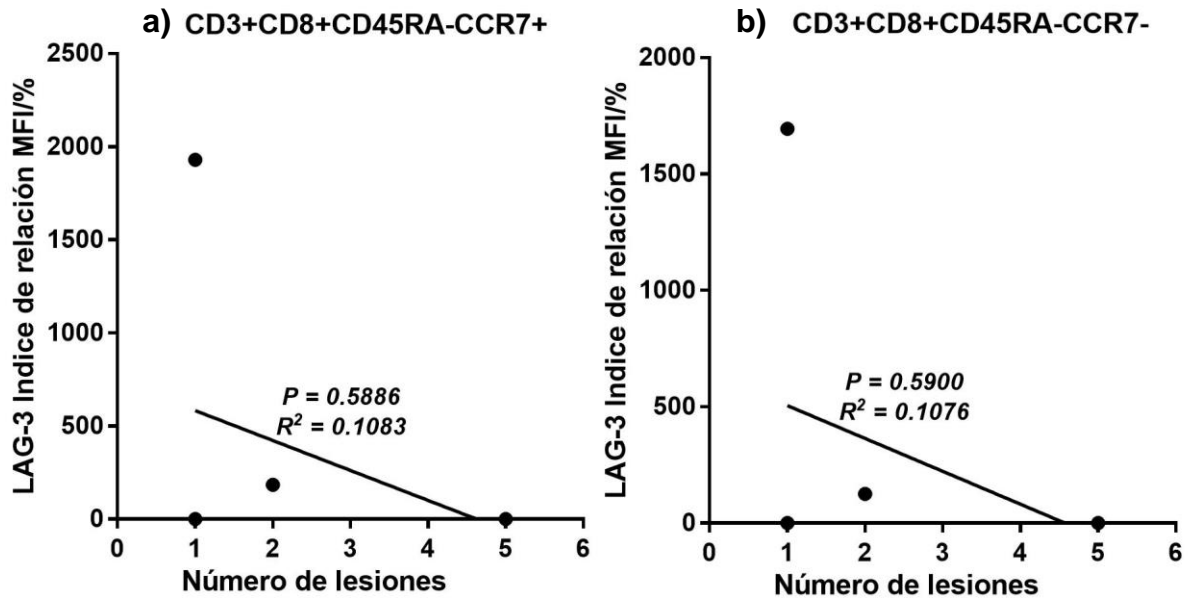 a) CD3+CD8+CD45RA-CCR7+
LAG-3 Indice de relación MFI/%
2500
2000
1500
1000
500
0
P = 0.5886
R² = 0.1083
0 1 2 3 4 5 6
Número de lesiones
b) CD3+CD8+CD45RA-CCR7-
LAG-3 Indice de relación MFI/%
2000
1500
1000
500
0
P = 0.5900
R² = 0.1076
0 1 2 3 4 5 6
Número de lesiones